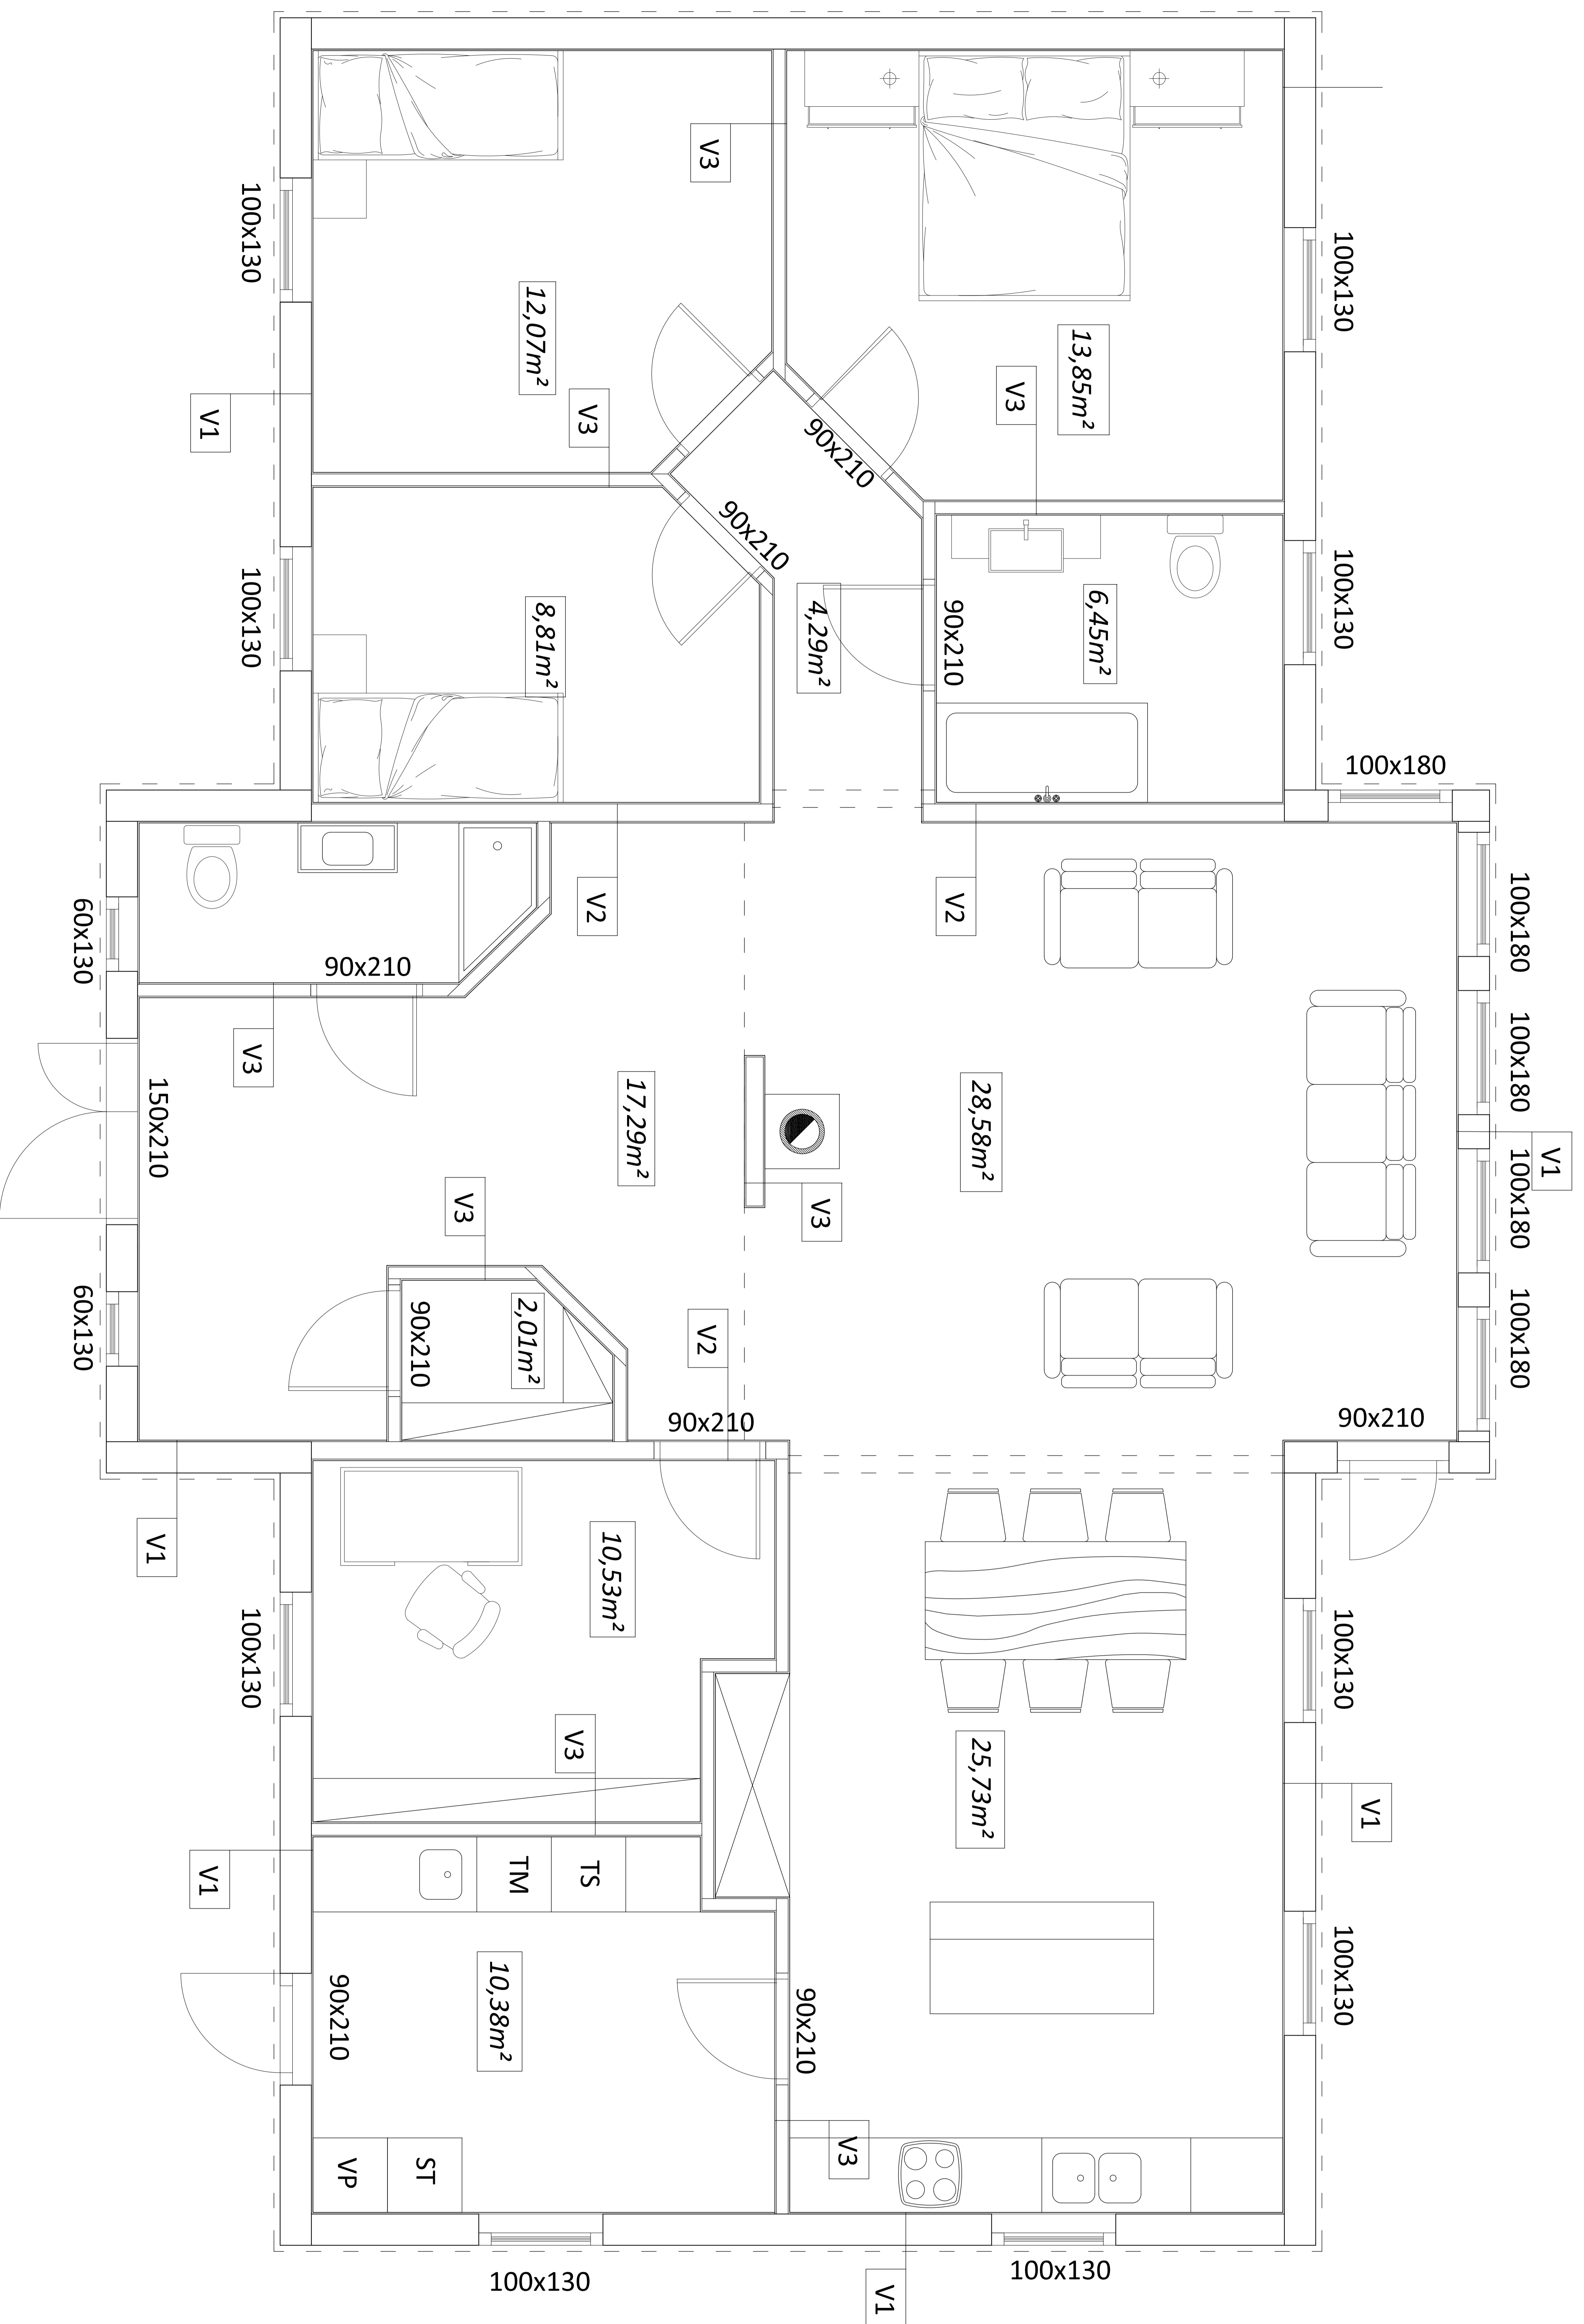 100x130
V3
100x130
12,07m²
13,85m²
V3
V3
V1
90x210
90x210
100x130
100x130
8,81m²
4,29m²
90x210
6,45m²
100x180
60x130
90x210
V2
V2
100x180
V3
150x210
17,29m²
28,58m²
100x180
V1
100x180
V3
V3
60x130
90x210
2,01m²
V2
100x180
90x210
90x210
V1
10,53m²
100x130
100x130
V3
25,73m²
V1
V1
TM
TS
90x210
10,38m²
90x210
100x130
VP
ST
V3
100x130
V1
100x130